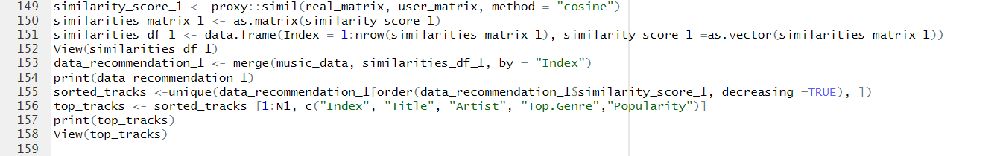 149 similarity_score_1 <- proxy::simil(real_matrix, user_matrix, method = "cosine")
150 similarities_matrix_1 <- as.matrix(similarity_score_1)
151 similarities_df_1 <- data.frame(Index = 1:nrow(similarities_matrix_1), similarity_score_1 =as.vector(similarities_matrix_1))
152 View(similarities_df_1)
153 data_recommendation_1 <- merge(music_data, similarities_df_1, by = "Index")
154 print(data_recommendation_1)
155 sorted_tracks <-unique(data_recommendation_1[order(data_recommendation_1$similarity_score_1, decreasing =TRUE), ])
156 top_tracks <- sorted_tracks [1:N1, c("Index", "Title", "Artist", "Top.Genre","Popularity")]
157 print(top_tracks)
158 View(top_tracks)
159